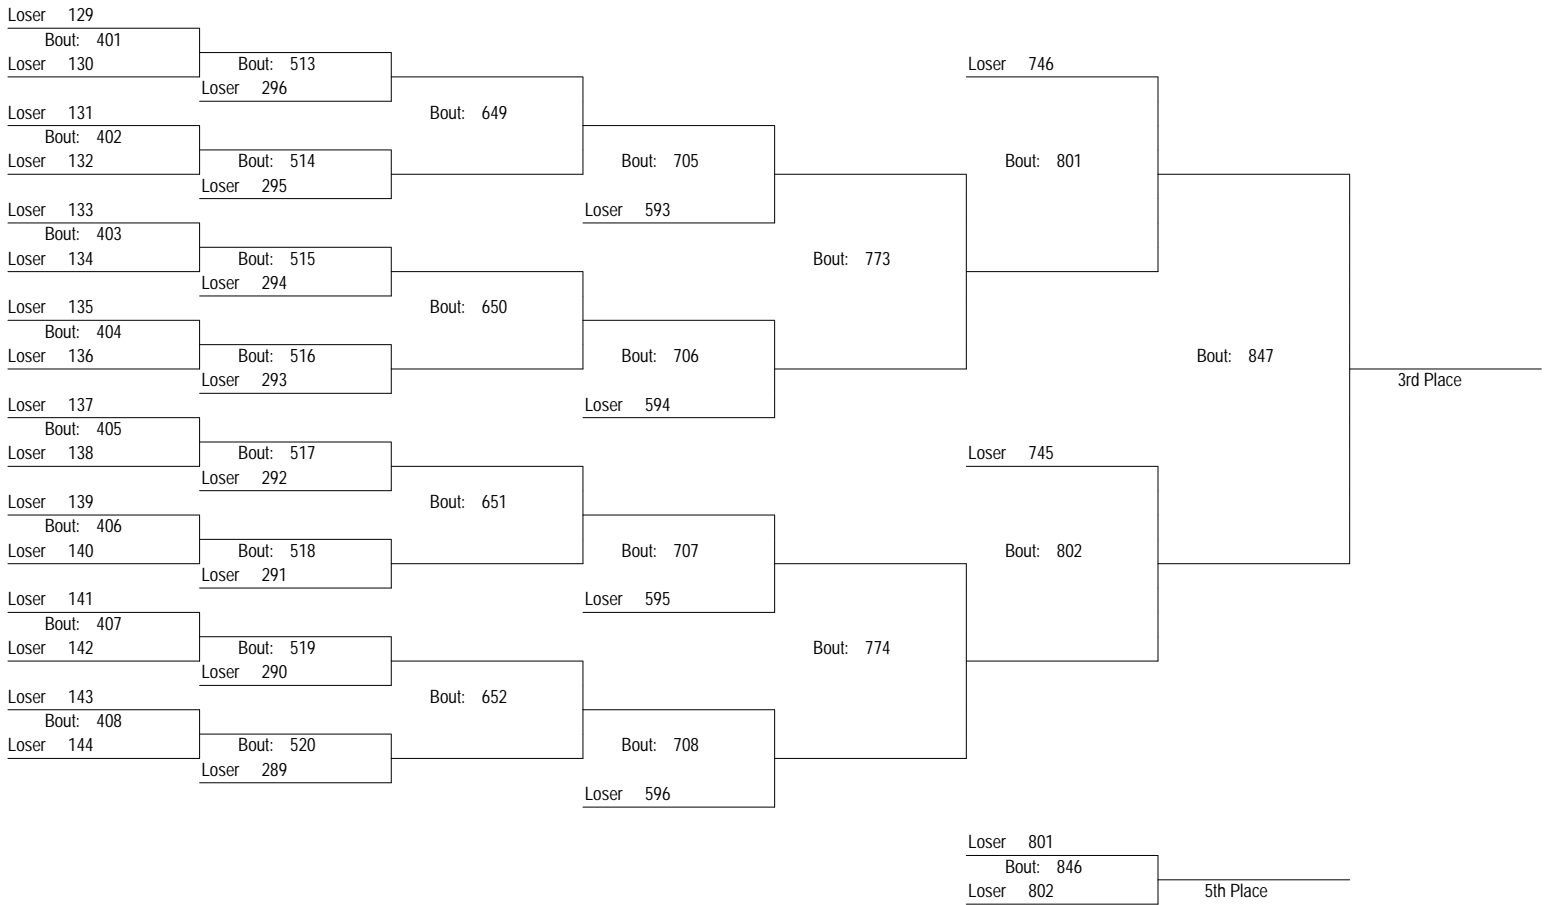 Loser 129
Bout: 401
Loser 130
Bout: 513
Loser 746
Loser 296
Loser 131
Bout: 649
Bout: 402
Loser 132
Bout: 514
Bout: 705
Bout: 801
Loser 295
Loser 133
Loser 593
Bout: 403
Loser 134
Bout: 515
Bout: 773
Loser 294
Loser 135
Bout: 650
Bout: 404
Loser 136
Bout: 516
Bout: 706
Bout: 847
Loser 293
3rd Place
Loser 137
Loser 594
Bout: 405
Loser 138
Bout: 517
Loser 745
Loser 292
Loser 139
Bout: 651
Bout: 406
Loser 140
Bout: 518
Bout: 707
Bout: 802
Loser 291
Loser 141
Loser 595
Bout: 407
Loser 142
Bout: 519
Bout: 774
Loser 290
Loser 143
Bout: 652
Bout: 408
Loser 144
Bout: 520
Bout: 708
Loser 289
Loser 596
Loser 801
Bout: 846
Loser 802
5th Place